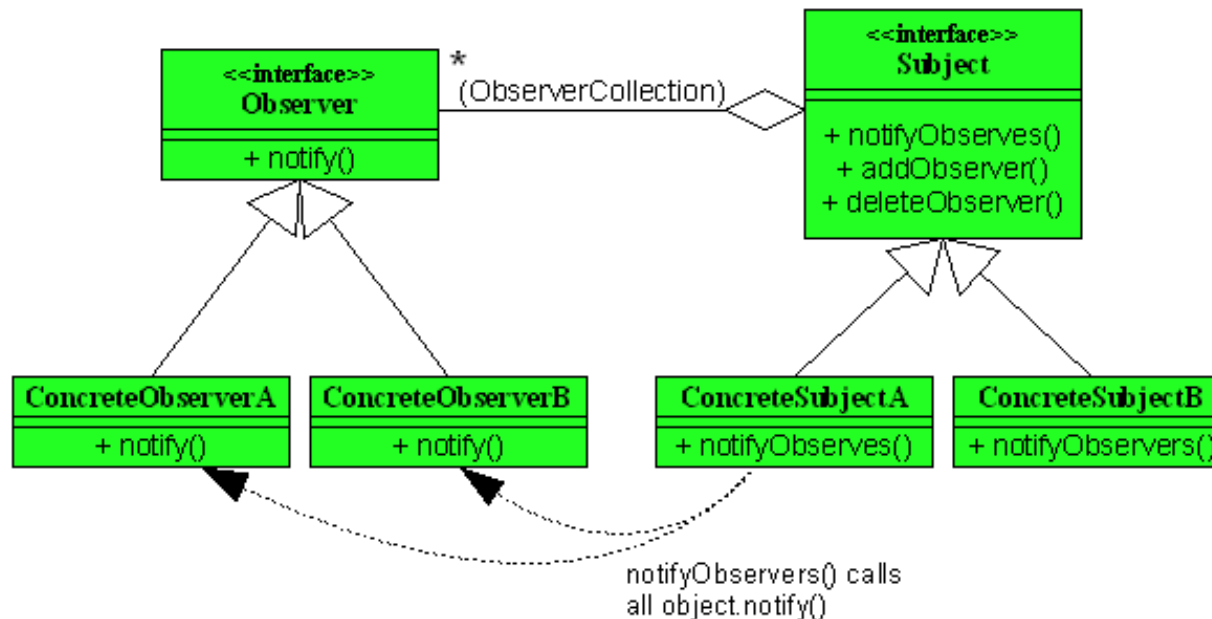 <<interface>>
Observer
+ notify()
*
(ObserverCollection)
<<interface>>
Subject
+ notifyObserves()
+ addObserver()
+ deleteObserver()
ConcreteObserverA
+ notify()
ConcreteObserverB
+ notify()
ConcreteSubjectA
+ notifyObserves()
ConcreteSubjectB
+ notifyObservers()
notifyObservers() calls
all object.notify()